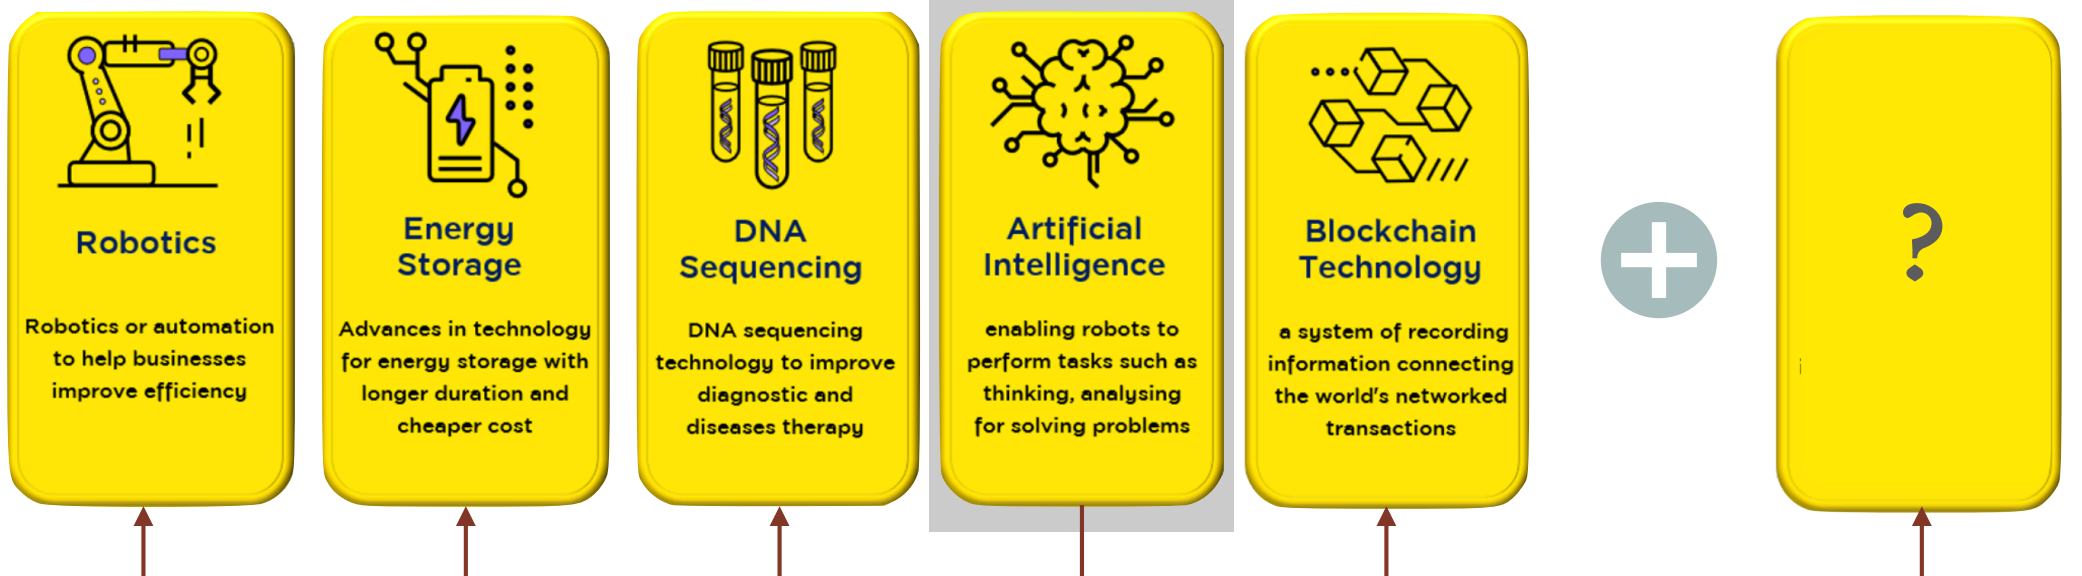 Robotics
Robotics or automation
to help businesses
improve efficiency
Energy
Storage
Advances in technology
for energy storage with
longer duration and
cheaper cost
DNA
Sequencing
DNA sequencing
technology to improve
diagnostic and
diseases therapy
Artificial
Intelligence
enabling robots to
perform tasks such as
thinking, analysing
for solving problems
Blockchain
Technology
a system of recording
information connecting
the world's networked
transactions
?
i